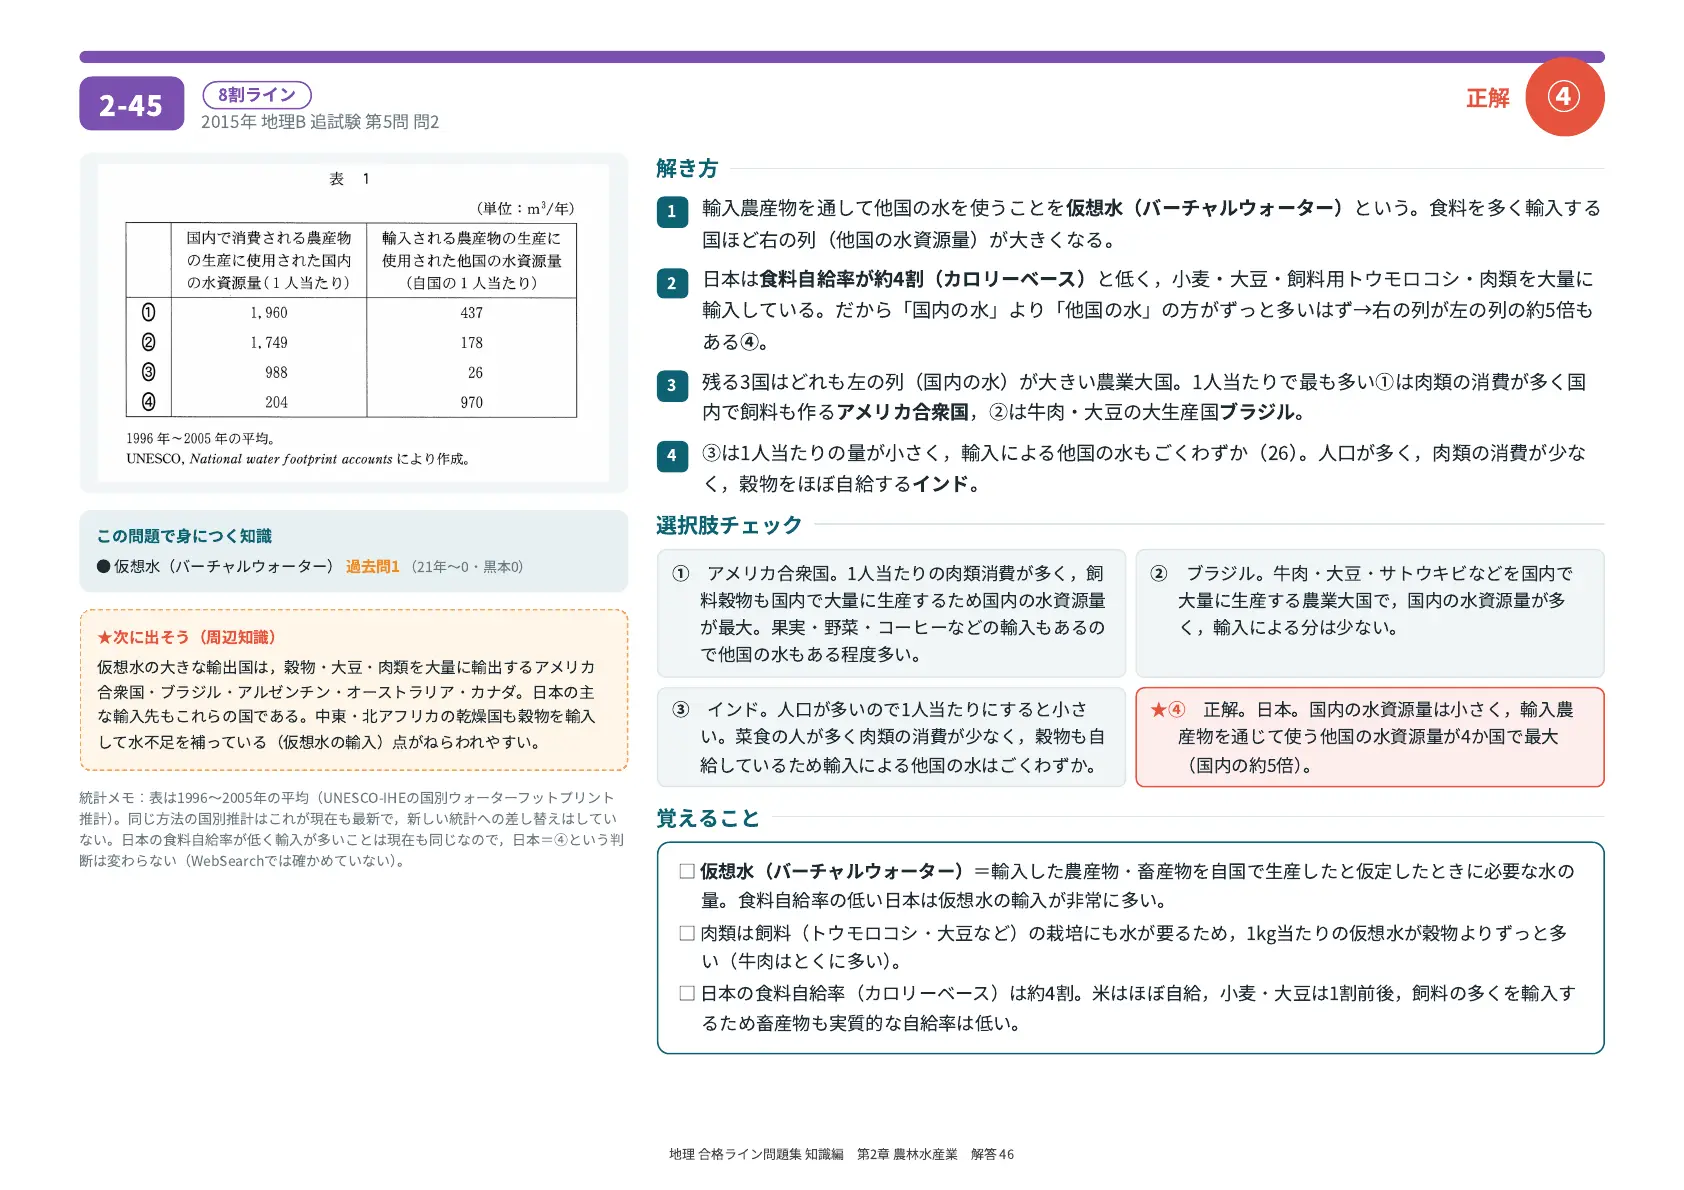 2-45
8割ライン
2015年 地理B 追試験 第5問 問2
正解 ④
表 1
（単位：m³/年）
国内で消費される農産物の生産に使用された国内の水資源量（1人当たり）
輸入される農産物の生産に使用された他国の水資源量（自国の1人当たり）
① 1,960 437
② 1,749 178
③ 988 26
④ 204 970
1996年～2005年の平均。
UNESCO, National water footprint accounts により作成。
この問題で身につく知識
●仮想水（バーチャルウォーター） 過去問1（21年〜0・黒本0）
★次に出そう（周辺知識）
仮想水の大きな輸出国は，穀物・大豆・肉類を大量に輸出するアメリカ
合衆国・ブラジル・アルゼンチン・オーストラリア・カナダ。日本の主
な輸入先もこれらの国である。中東・北アフリカの乾燥国も穀物を輸入
して水不足を補っている（仮想水の輸入）点がねらわれやすい。
統計メモ：表は1996〜2005年の平均（UNESCO-IHEの国別ウォーターフットプリント
推計）。同じ方法の国別推計はこれが現在も最新で，新しい統計への差し替えはしてい
ない。日本の食料自給率が低く輸入が多いことは現在も同じなので，日本＝④という判
断は変わらない（WebSearchでは確かめていない）。
解き方
1 輸入農産物を通して他国の水を使うことを仮想水（バーチャルウォーター）という。食料を多く輸入する
国ほど右の列（他国の水資源量）が大きくなる。
2 日本は食料自給率が約4割（カロリーベース）と低く，小麦・大豆・飼料用トウモロコシ・肉類を大量に
輸入している。だから「国内の水」より「他国の水」の方がずっと多いはず→右の列が左の列の約5倍も
ある④。
3 残る3国はどれも左の列（国内の水）が大きい農業大国。1人当たりで最も多い①は肉類の消費が多く国
内で飼料も作るアメリカ合衆国，②は牛肉・大豆の大生産国ブラジル。
4 ③は1人当たりの量が小さく，輸入による他国の水もごくわずか（26）。人口が多く，肉類の消費が少な
く，穀物をほぼ自給するインド。
選択肢チェック
① アメリカ合衆国。1人当たりの肉類消費が多く，飼
料穀物も国内で大量に生産するため国内の水資源量
が最大。果実・野菜・コーヒーなどの輸入もあるの
で他国の水もある程度多い。
② ブラジル。牛肉・大豆・サトウキビなどを国内で
大量に生産する農業大国で，国内の水資源量が多
く，輸入による分は少ない。
③ インド。人口が多いので1人当たりにすると小さ
い。菜食の人が多く肉類の消費が少なく，穀物も自
給しているため輸入による他国の水はごくわずか。
★④ 正解。日本。国内の水資源量は小さく，輸入農
産物を通じて使う他国の水資源量が4か国で最大
（国内の約5倍）。
覚えること
□ 仮想水（バーチャルウォーター）＝輸入した農産物・畜産物を自国で生産したと仮定したときに必要な水の
量。食料自給率の低い日本は仮想水の輸入が非常に多い。
□ 肉類は飼料（トウモロコシ・大豆など）の栽培にも水が要るため，1kg当たりの仮想水が穀物よりずっと多
い（牛肉はとくに多い）。
□ 日本の食料自給率（カロリーベース）は約4割。米はほぼ自給，小麦・大豆は1割前後，飼料の多くを輸入す
るため畜産物も実質的な自給率は低い。
地理 合格ライン問題集 知識編 第2章 農林水産業 解答 46